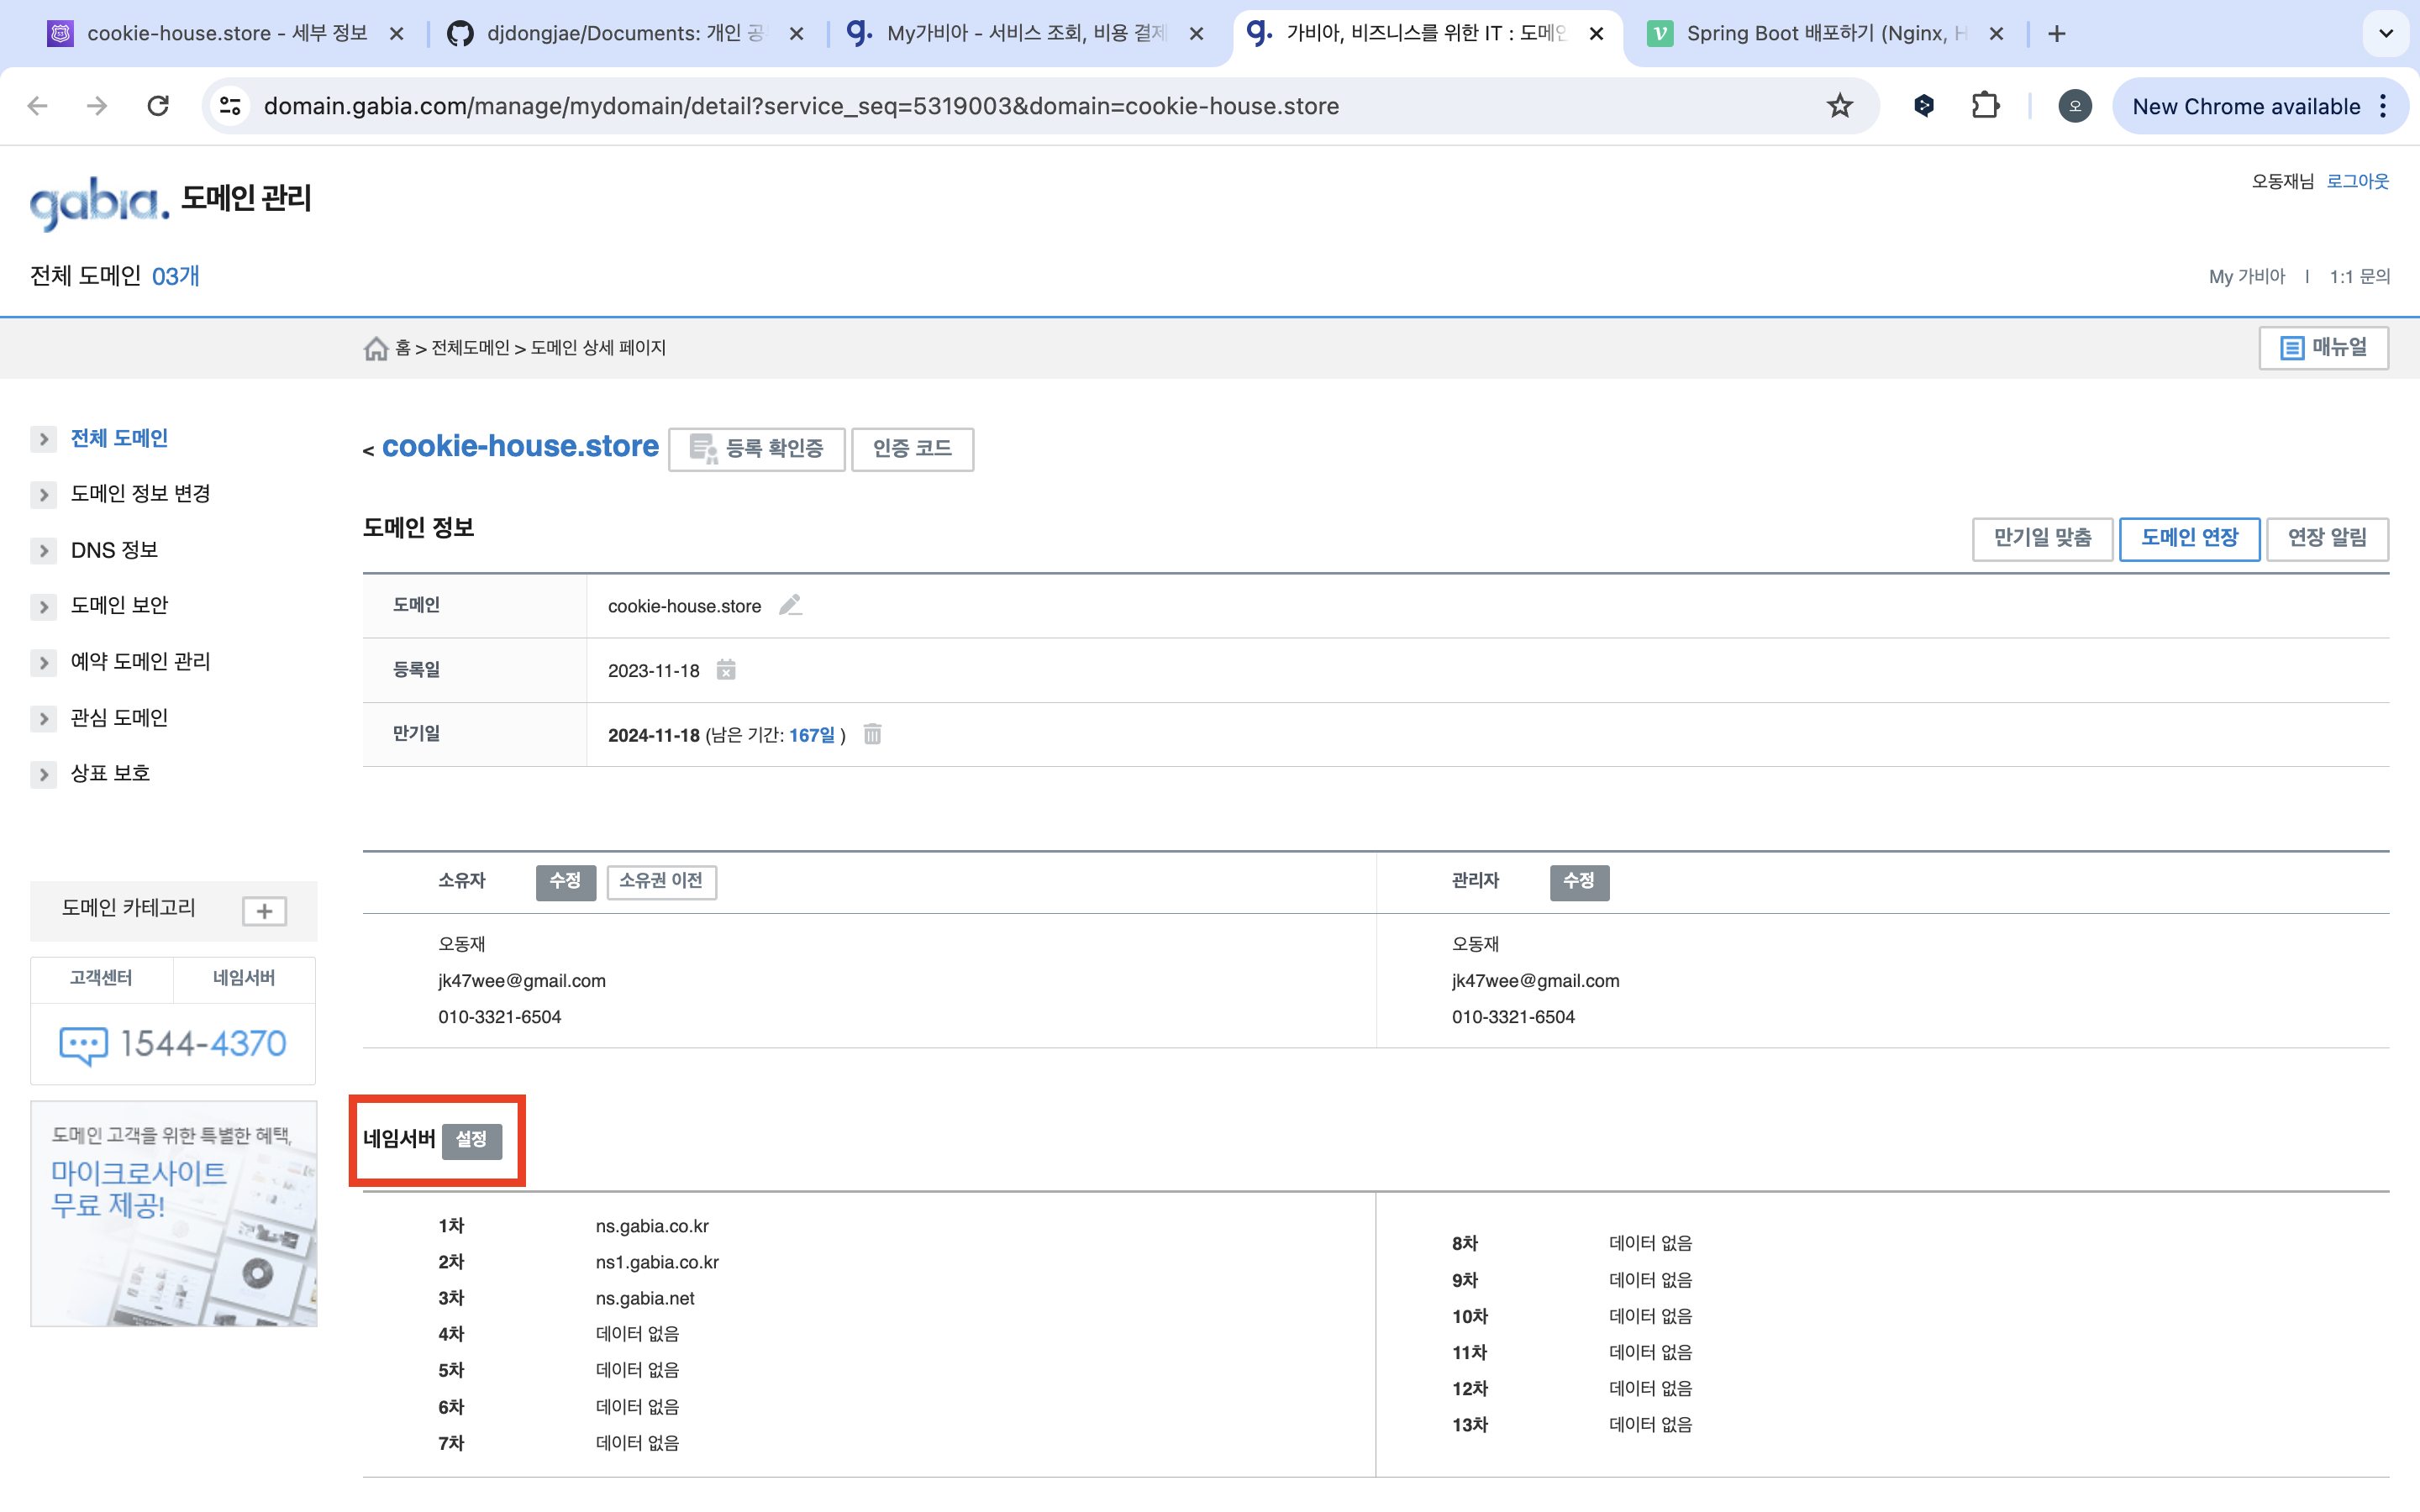 cookie-house.store - 세부 정보
djdongjae/Documents: 개인 공
My가비아 - 서비스 조회, 비용 결제
가비아, 비즈니스를 위한 IT : 도메인
Spring Boot 배포하기 (Nginx, H
domain.gabia.com/manage/mydomain/detail?service_seq=5319003&domain=cookie-house.store
오
New Chrome available
gabia. 도메인 관리
오동재님 로그아웃
전체 도메인 03개
My 가비아 | 1:1 문의
홈 > 전체도메인 > 도메인 상세 페이지
매뉴얼
전체 도메인
도메인 정보 변경
DNS 정보
도메인 보안
예약 도메인 관리
관심 도메인
상표 보호
도메인 카테고리 +
고객센터 네임서버
1544-4370
도메인 고객을 위한 특별한 혜택,
마이크로사이트
무료 제공!
< cookie-house.store 등록 확인증 인증 코드
도메인 정보
만기일 맞춤 도메인 연장 연장 알림
도메인 cookie-house.store
등록일 2023-11-18
만기일 2024-11-18 (남은 기간: 167일 )
소유자 수정 소유권 이전
오동재
jk47wee@gmail.com
010-3321-6504
관리자 수정
오동재
jk47wee@gmail.com
010-3321-6504
네임서버 설정
1차 ns.gabia.co.kr
2차 ns1.gabia.co.kr
3차 ns.gabia.net
4차 데이터 없음
5차 데이터 없음
6차 데이터 없음
7차 데이터 없음
8차 데이터 없음
9차 데이터 없음
10차 데이터 없음
11차 데이터 없음
12차 데이터 없음
13차 데이터 없음